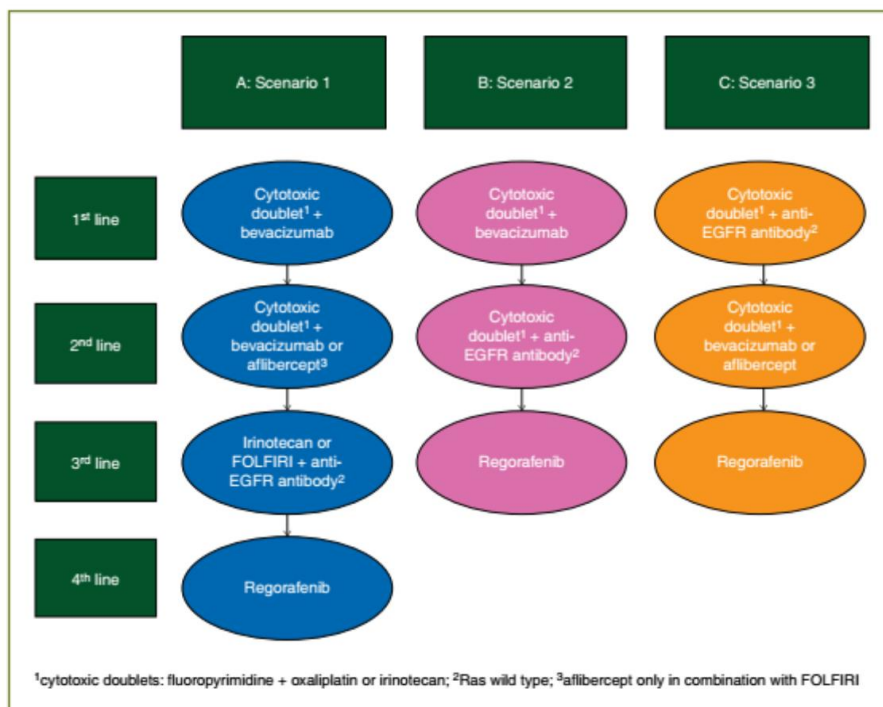 A: Scenario 1
B: Scenario 2
C: Scenario 3
1st line
Cytotoxic
doublet¹ +
bevacizumab
Cytotoxic
doublet¹ +
bevacizumab
Cytotoxic
doublet¹ + anti-
EGFR antibody²
2nd line
Cytotoxic
doublet¹ +
bevacizumab or
aflibercept³
Cytotoxic
doublet¹ + anti-
EGFR antibody²
Cytotoxic
doublet¹ +
bevacizumab or
aflibercept
3rd line
Irinotecan or
FOLFIRI + anti-
EGFR antibody²
Regorafenib
Regorafenib
4th line
Regorafenib
¹cytotoxic doublets: fluoropyrimidine + oxaliplatin or irinotecan; ²Ras wild type; ³aflibercept only in combination with FOLFIRI